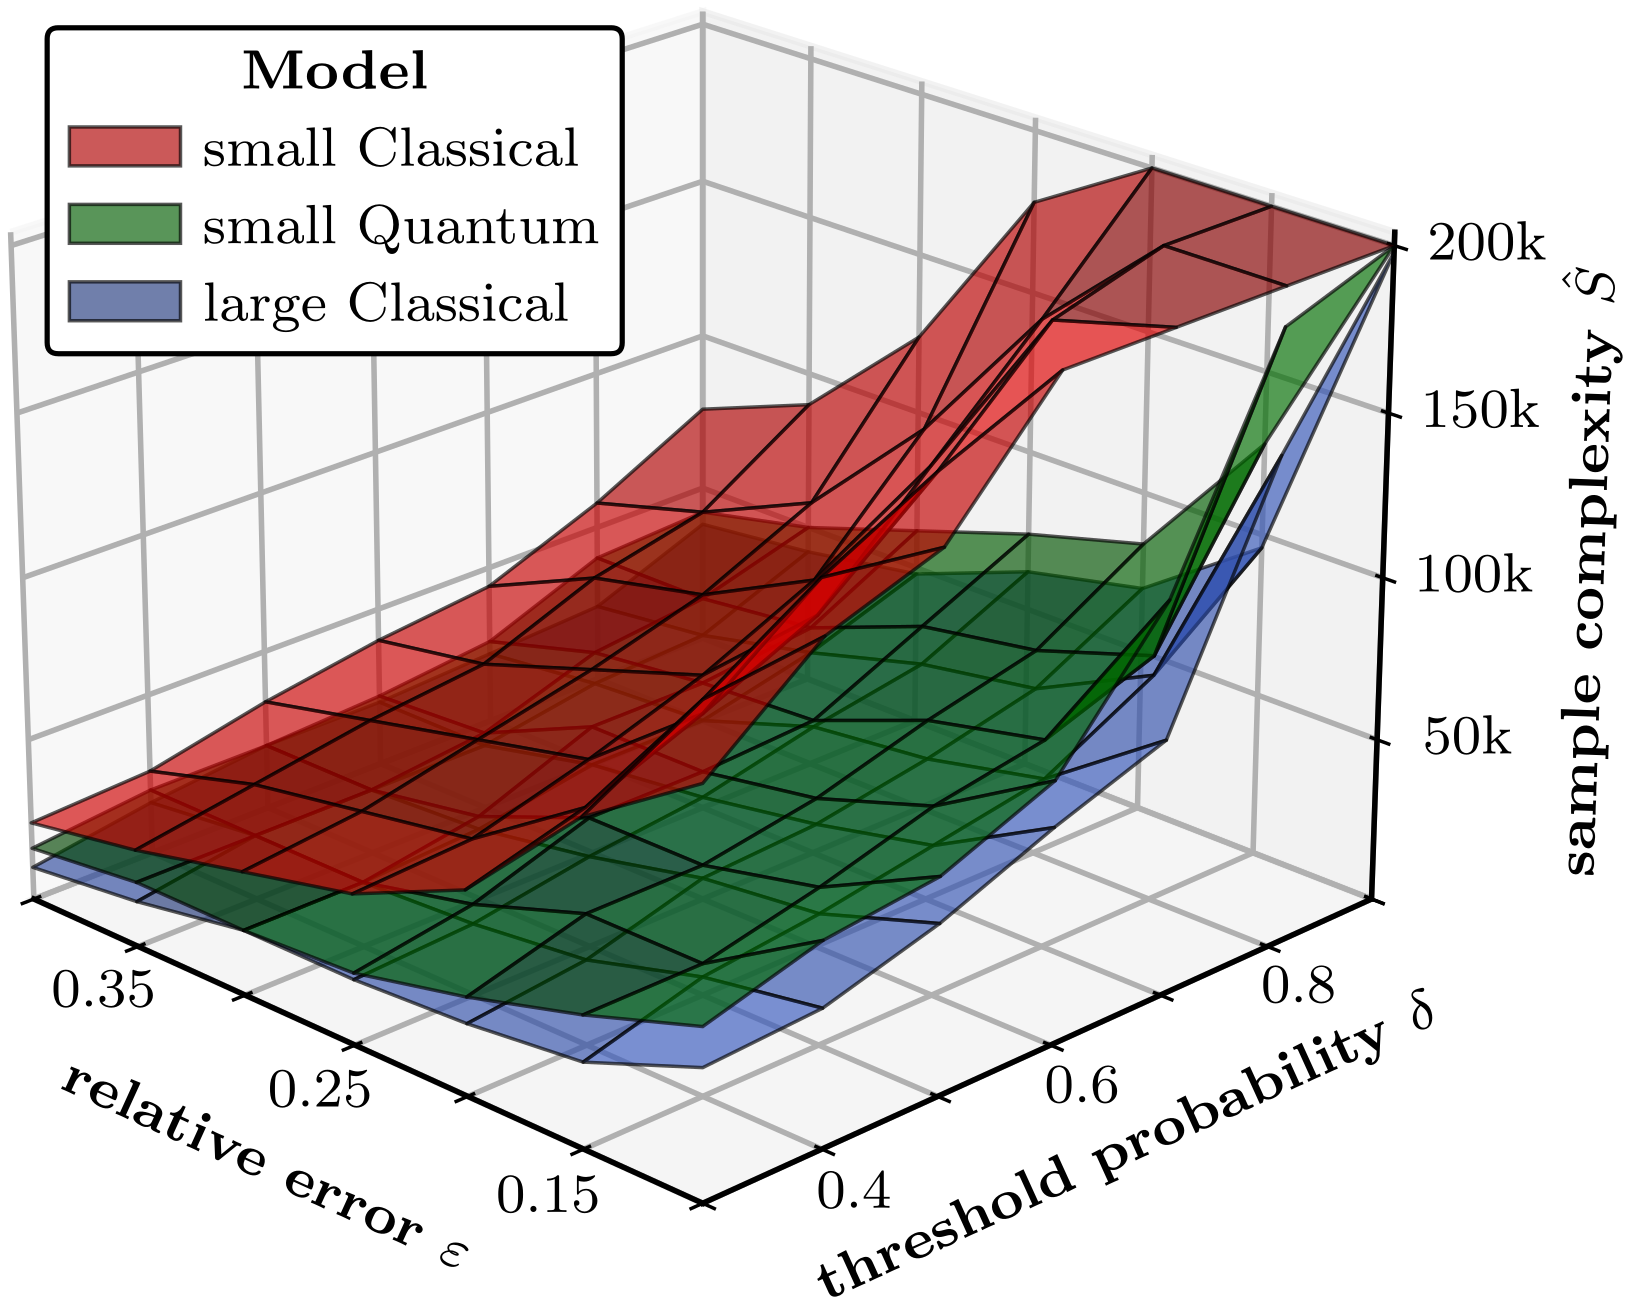 Model
small Classical
small Quantum
large Classical
200k
150k
100k
50k
sample complexity Ŝ
0.35
0.25
0.15
relative error ε
0.4
0.6
0.8
threshold probability δ